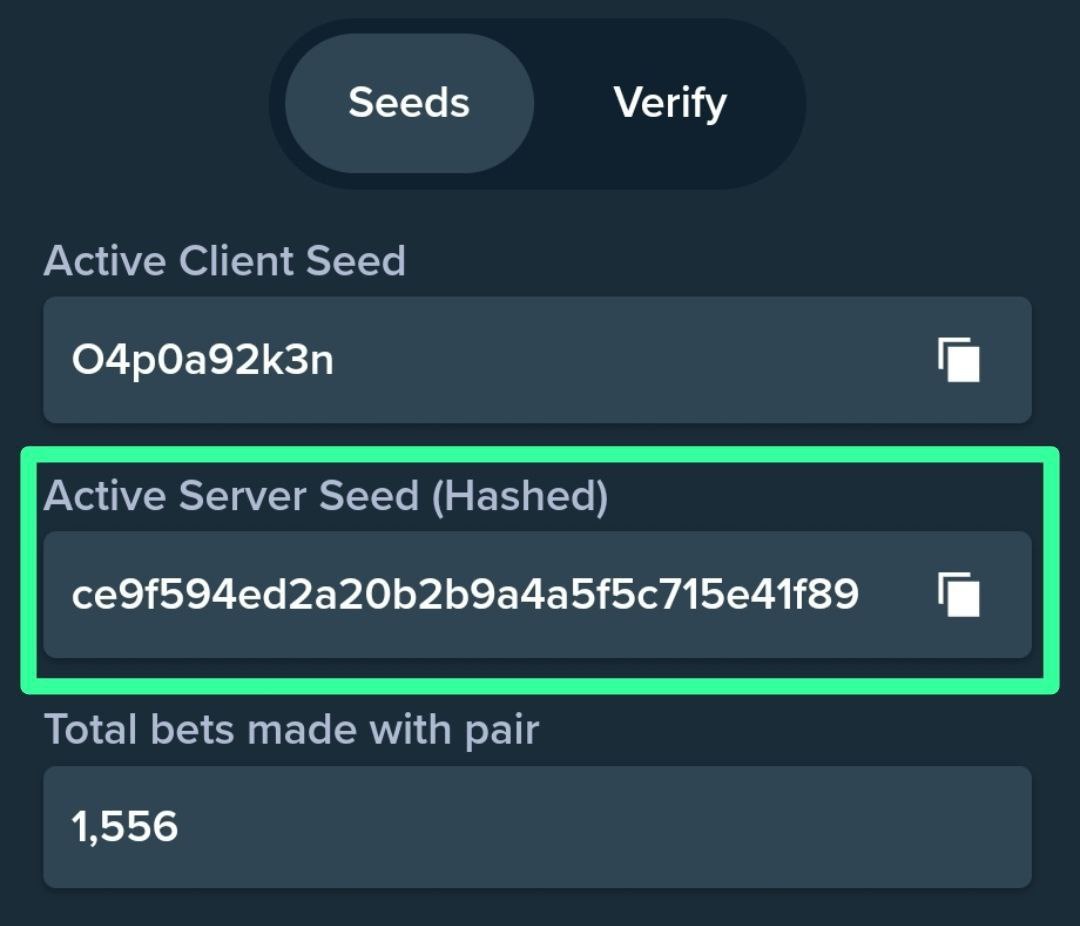 Seeds Verify
Active Client Seed
O4p0a92k3n
Active Server Seed (Hashed)
ce9f594ed2a20b2b9a4a5f5c715e41f89
Total bets made with pair
1,556